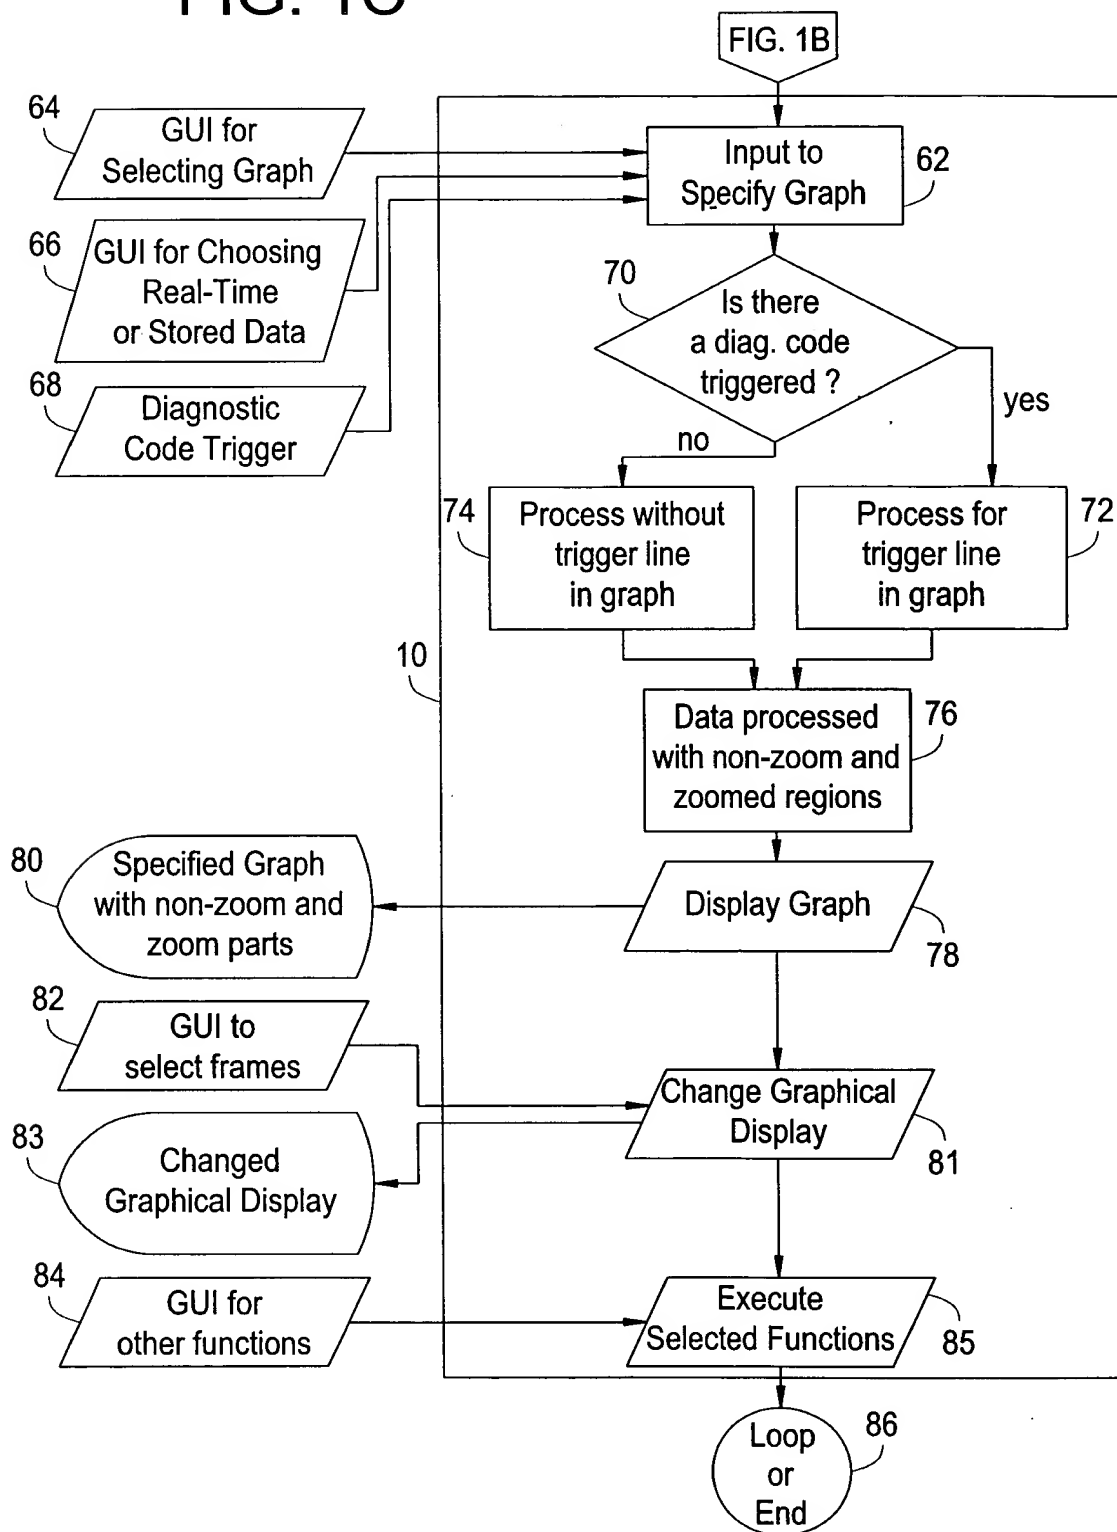 FIG. 1C
FIG. 1B
64
GUI for
Selecting Graph
Input to
Specify Graph
62
66
GUI for Choosing
Real-Time
or Stored Data
70
Is there
a diag. code
triggered ?
68
Diagnostic
Code Trigger
no
yes
74
Process without
trigger line
in graph
Process for
trigger line
in graph
72
10
Data processed
with non-zoom and
zoomed regions
76
80
Specified Graph
with non-zoom and
zoom parts
Display Graph
78
82
GUI to
select frames
Change Graphical
Display
81
83
Changed
Graphical Display
84
GUI for
other functions
Execute
Selected Functions
85
Loop
or
End
86